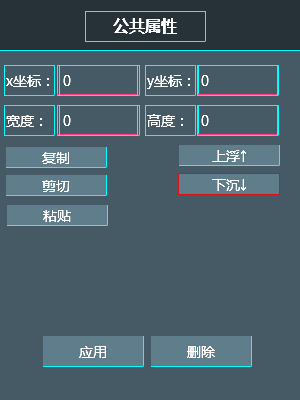 公共属性
x坐标： 0 y坐标： 0
宽度： 0 高度： 0
复制 上浮↑
剪切 下沉↓
粘贴
应用 删除